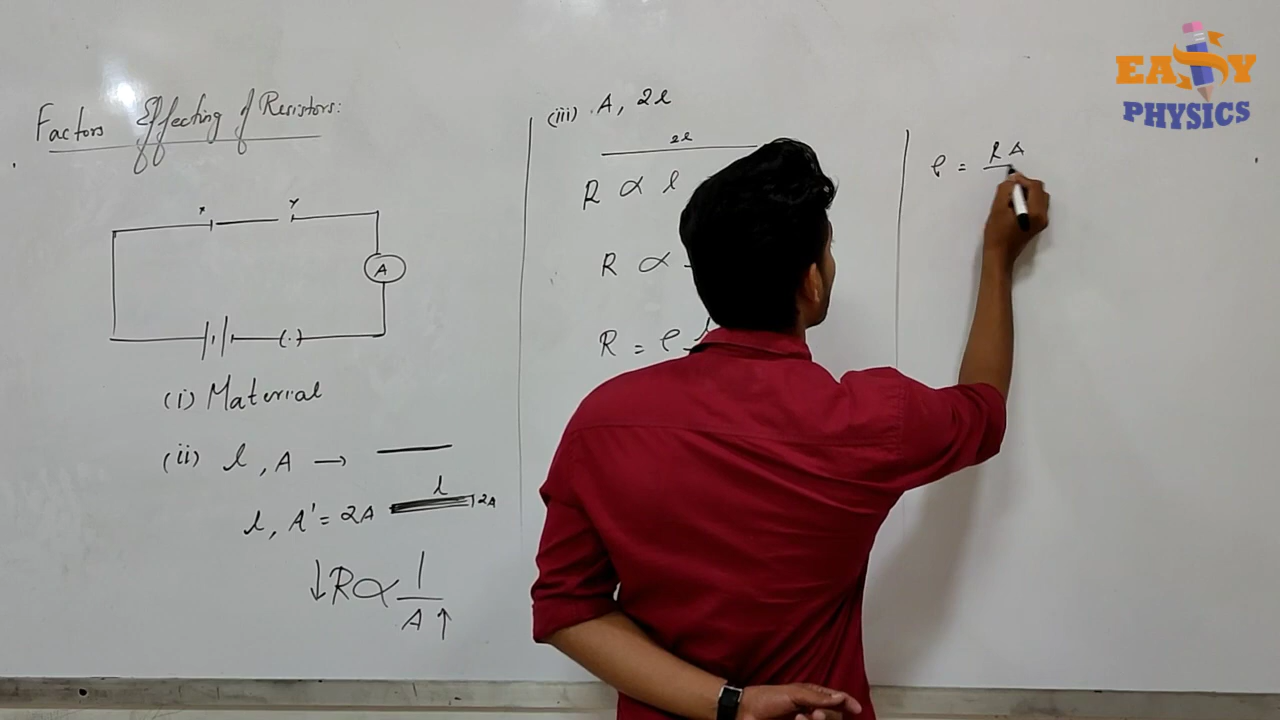 Factors Effecting of Resistors:
x Y
A
(i) Material
(ii) l, A →
l, A' = 2A
l
2A
↓R ∝ 1/A↑
(iii) A, 2l
2l
R ∝ l
R ∝
R = ρ l
ρ = RA
EASY
PHYSICS